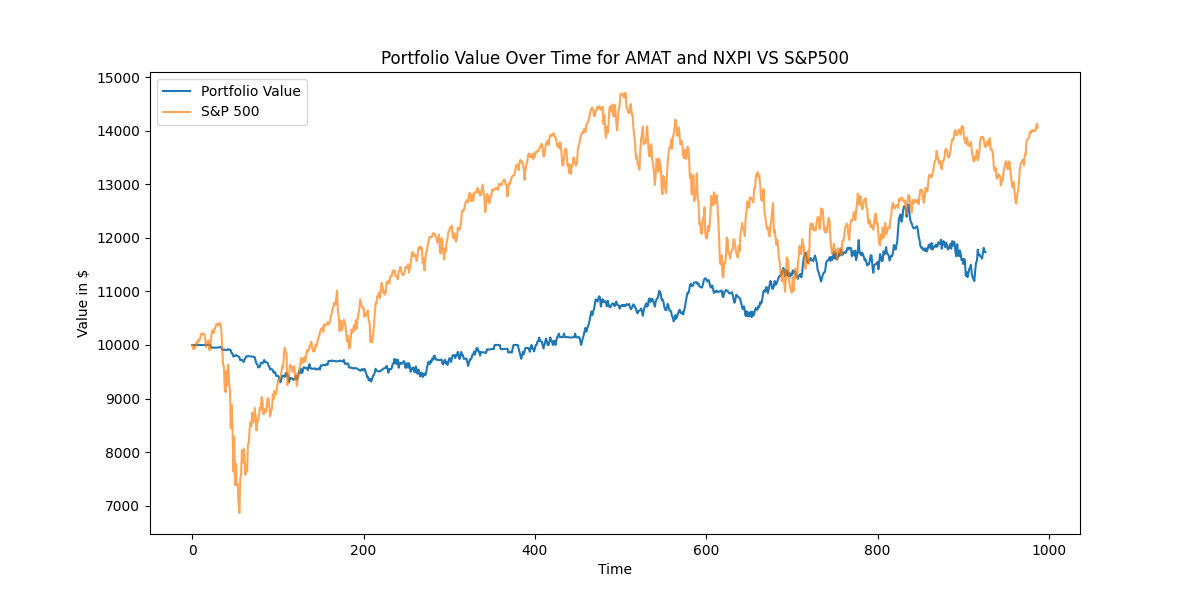 Portfolio Value Over Time for AMAT and NXPI VS S&P500
Portfolio Value
S&P 500
15000
14000
13000
12000
11000
10000
9000
8000
7000
Value in $
0 200 400 600 800 1000
Time